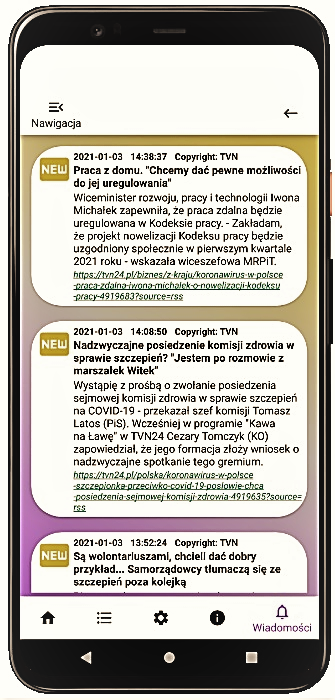 Nawigacja
NEW
2021-01-03 14:38:37 Copyright: TVN
Praca z domu. "Chcemy dać pewne możliwości
do jej uregulowania"
Wiceminister rozwoju, pracy i technologii Iwona
Michałek zapewniła, że praca zdalna będzie
uregulowana w Kodeksie pracy. - Zakładam,
że projekt nowelizacji Kodeksu pracy będzie
uzgodniony społecznie w pierwszym kwartale
2021 roku - wskazała wiceszefowa MRPiT.
https://tvn24.pl/biznes/z-kraju/koronawirus-w-polsce
-praca-zdalna-iwona-michalek-o-nowelizacji-kodeksu
-pracy-4919683?source=rss
NEW
2021-01-03 14:08:50 Copyright: TVN
Nadzwyczajne posiedzenie komisji zdrowia w
sprawie szczepień? "Jestem po rozmowie z
marszałek Witek"
Wystąpię z prośbą o zwołanie posiedzenia
sejmowej komisji zdrowia w sprawie szczepień
na COVID-19 - przekazał szef komisji Tomasz
Latos (PiS). Wcześniej w programie "Kawa
na Ławę" w TVN24 Cezary Tomczyk (KO)
zapowiedział, że jego formacja złoży wniosek o
nadzwyczajne spotkanie tego gremium.
https://tvn24.pl/polska/koronawirus-w-polsce
-szczepionka-przeciwko-covid-19-poslowie-chca
-posiedzenia-sejmowej-komisji-zdrowia-4919635?source=
rss
NEW
2021-01-03 13:52:24 Copyright: TVN
Są wolontariuszami, chcieli dać dobry
przykład... Samorządowcy tłumaczą się ze
szczepień poza kolejką
Wiadomości